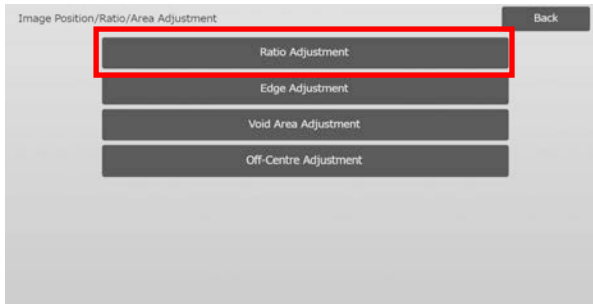 Image Position/Ratio/Area Adjustment
Back
Ratio Adjustment
Edge Adjustment
Void Area Adjustment
Off-Centre Adjustment